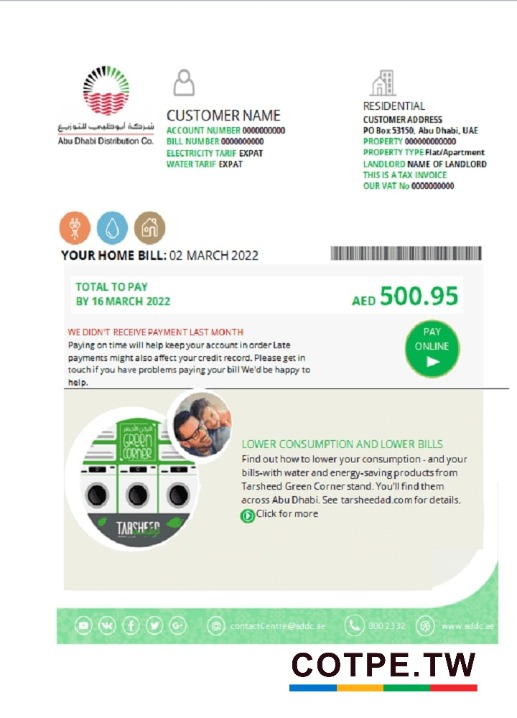 شركة أبوظبي للتوزيع
Abu Dhabi Distribution Co.
CUSTOMER NAME
ACCOUNT NUMBER 0000000000
BILL NUMBER 0000000000
ELECTRICITY TARIF EXPAT
WATER TARIF EXPAT
RESIDENTIAL
CUSTOMER ADDRESS
PO Box 53150, Abu Dhabi, UAE
PROPERTY 000000000000
PROPERTY TYPE Flat/Apartment
LANDLORD NAME OF LANDLORD
THIS IS A TAX INVOICE
OUR VAT No 0000000000
YOUR HOME BILL: 02 MARCH 2022
TOTAL TO PAY
BY 16 MARCH 2022
AED 500.95
WE DIDN'T RECEIVE PAYMENT LAST MONTH
Paying on time will help keep your account in order Late
payments might also affect your credit record. Please get in
touch if you have problems paying your bill We'd be happy to
help.
PAY
ONLINE
GREEN
CORNER
TARSHEED
LOWER CONSUMPTION AND LOWER BILLS
Find out how to lower your consumption - and your
bills-with water and energy-saving products from
Tarsheed Green Corner stand. You'll find them
across Abu Dhabi. See tarsheedad.com for details.
Click for more
contactCentre@addc.ae
800 2332
www.addc.ae
COTPE.TW